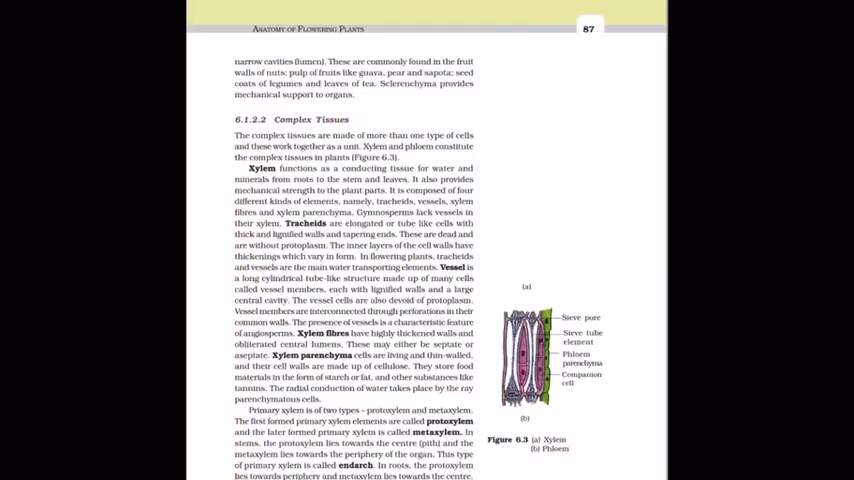 ANATOMY OF FLOWERING PLANTS
87
narrow cavities (lumen). These are commonly found in the fruit
walls of nuts; pulp of fruits like guava, pear and sapota; seed
coats of legumes and leaves of tea. Sclerenchyma provides
mechanical support to organs.
6.1.2.2 Complex Tissues
The complex tissues are made of more than one type of cells
and these work together as a unit. Xylem and phloem constitute
the complex tissues in plants (Figure 6.3).
Xylem functions as a conducting tissue for water and
minerals from roots to the stem and leaves. It also provides
mechanical strength to the plant parts. It is composed of four
different kinds of elements, namely, tracheids, vessels, xylem
fibres and xylem parenchyma. Gymnosperms lack vessels in
their xylem. Tracheids are elongated or tube like cells with
thick and lignified walls and tapering ends. These are dead and
are without protoplasm. The inner layers of the cell walls have
thickenings which vary in form. In flowering plants, tracheids
and vessels are the main water transporting elements. Vessel is
a long cylindrical tube-like structure made up of many cells
called vessel members, each with lignified walls and a large
central cavity. The vessel cells are also devoid of protoplasm.
Vessel members are interconnected through perforations in their
common walls. The presence of vessels is a characteristic feature
of angiosperms. Xylem fibres have highly thickened walls and
obliterated central lumens. These may either be septate or
aseptate. Xylem parenchyma cells are living and thin-walled,
and their cell walls are made up of cellulose. They store food
materials in the form of starch or fat, and other substances like
tannins. The radial conduction of water takes place by the ray
parenchymatous cells.
Primary xylem is of two types – protoxylem and metaxylem.
The first formed primary xylem elements are called protoxylem
and the later formed primary xylem is called metaxylem. In
stems, the protoxylem lies towards the centre (pith) and the
metaxylem lies towards the periphery of the organ. This type
of primary xylem is called endarch. In roots, the protoxylem
lies towards periphery and metaxylem lies towards the centre.
(a)
Sieve pore
Sieve tube
element
Phloem
parenchyma
Companion
cell
(b)
Figure 6.3 (a) Xylem
(b) Phloem